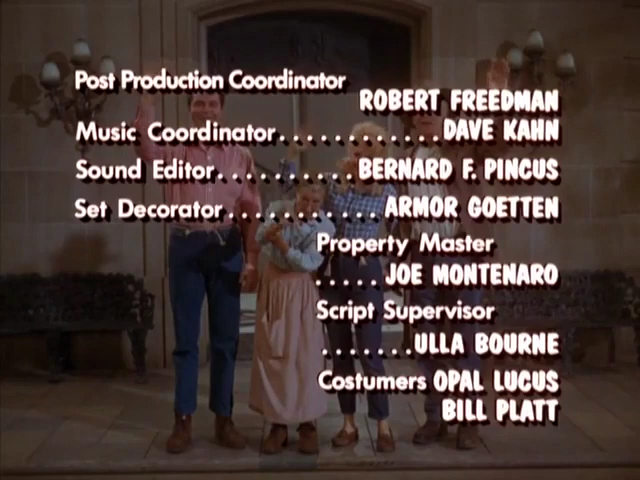 Post Production Coordinator
ROBERT FREEDMAN
Music Coordinator............DAVE KAHN
Sound Editor..........BERNARD F. PINCUS
Set Decorator...........ARMOR GOETTEN
Property Master
.....JOE MONTENARO
Script Supervisor
.......ULLA BOURNE
Costumers OPAL LUCUS
BILL PLATT